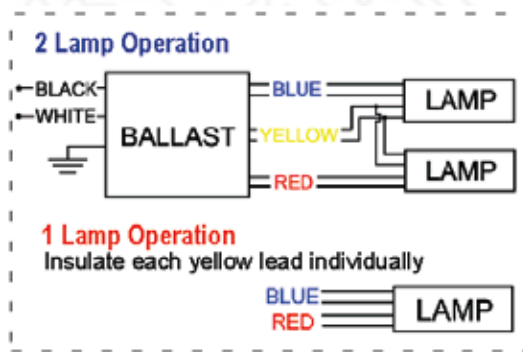 2 Lamp Operation
BLACK
BLUE
LAMP
WHITE
BALLAST
YELLOW
LAMP
RED
1 Lamp Operation
Insulate each yellow lead individually
BLUE
RED
LAMP